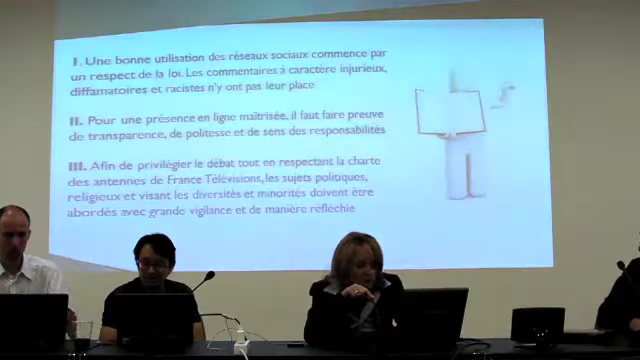 I. Une bonne utilisation des réseaux sociaux commence par
un respect de la loi. Les commentaires à caractère injurieux,
diffamatoires et racistes n'y ont pas leur place
II. Pour une présence en ligne maîtrisée, il faut faire preuve
de transparence, de politesse et de sens des responsabilités
III. Afin de privilégier le débat tout en respectant la charte
des antennes de France Télévisions, les sujets politiques,
religieux et visant les diversités et minorités doivent être
abordés avec grande vigilance et de manière réfléchie